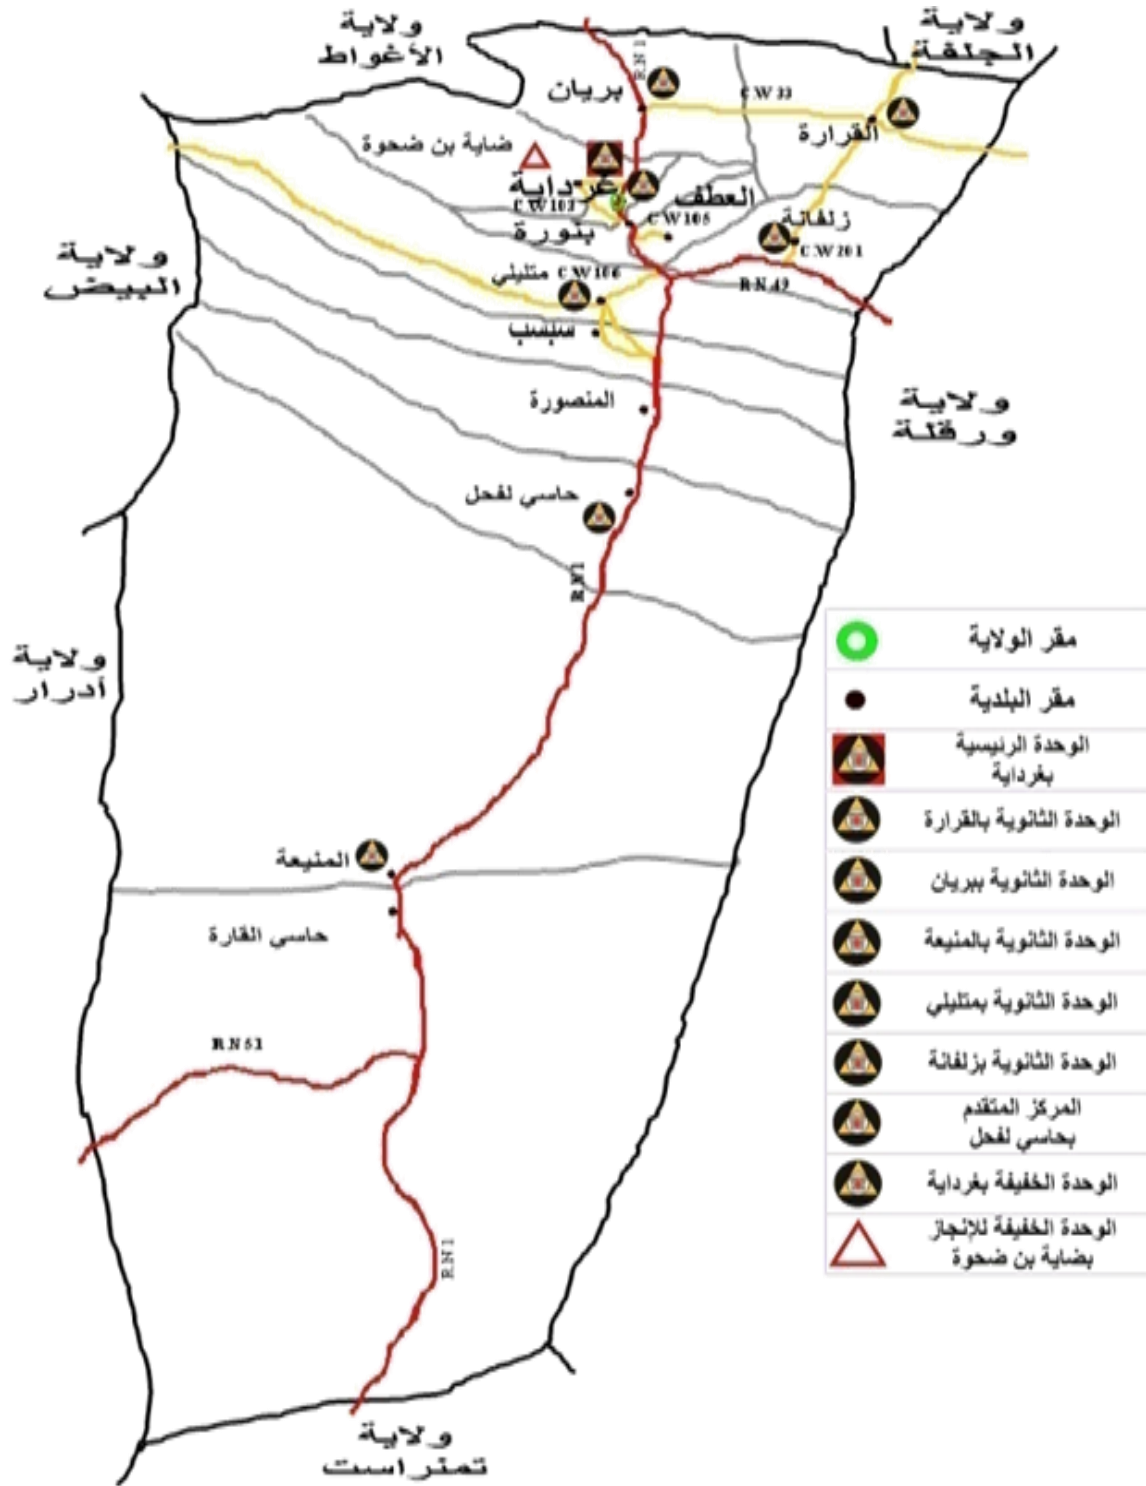 ولاية
الأغواط
ولاية
الجلفة
RN1
بريان
CW33
القرارة
ضاية بن ضحوة
غرداية
العطف
CW103
CW105
بنورة
زلفانة
CW201
ولاية
البيض
متليلي
CW106
RN49
سبسب
المنصورة
ولاية
ورقلة
حاسي لفحل
RN1
مقر الولاية
ولاية
أدرار
مقر البلدية
الوحدة الرئيسية
بغرداية
الوحدة الثانوية بالقرارة
المنيعة
الوحدة الثانوية ببريان
حاسي القارة
الوحدة الثانوية بالمنيعة
الوحدة الثانوية بمتليلي
RN51
الوحدة الثانوية بزلفانة
المركز المتقدم
بحاسي لفحل
الوحدة الخفيفة بغرداية
الوحدة الخفيفة للإنجاز
بضاية بن ضحوة
RN1
ولاية
تمنراست